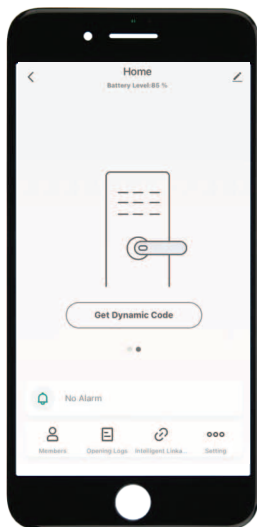 Home
Battery Level:85 %
Get Dynamic Code
No Alarm
Members Opening Logs Intelligent Linka... Setting